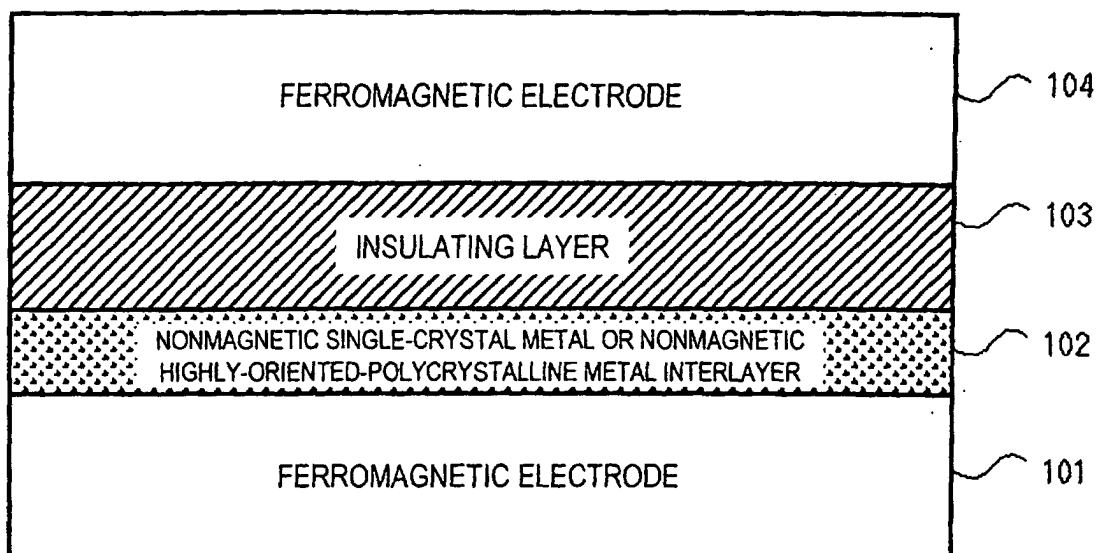 FERROMAGNETIC ELECTRODE
104
103
INSULATING LAYER
NONMAGNETIC SINGLE-CRYSTAL METAL OR NONMAGNETIC
HIGHLY-ORIENTED-POLYCRYSTALLINE METAL INTERLAYER
102
FERROMAGNETIC ELECTRODE
101